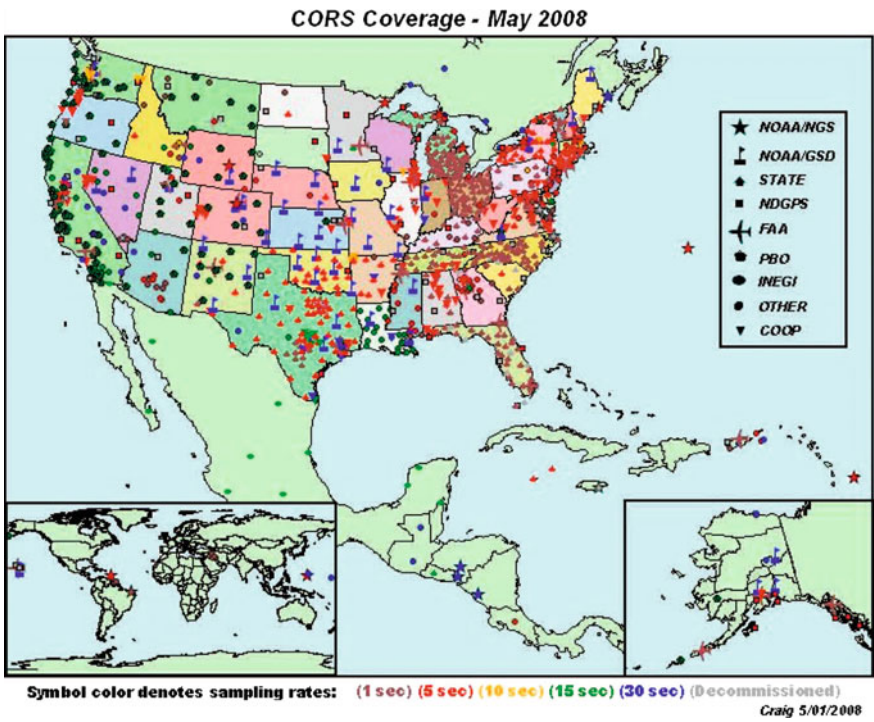 CORS Coverage - May 2008
NOAA/NGS
NOAA/GSD
STATE
NDGPS
FAA
PBO
INEGI
OTHER
COOP
Symbol color denotes sampling rates: (1 sec) (5 sec) (10 sec) (15 sec) (30 sec) (Decommissioned)
Craig 5/01/2008